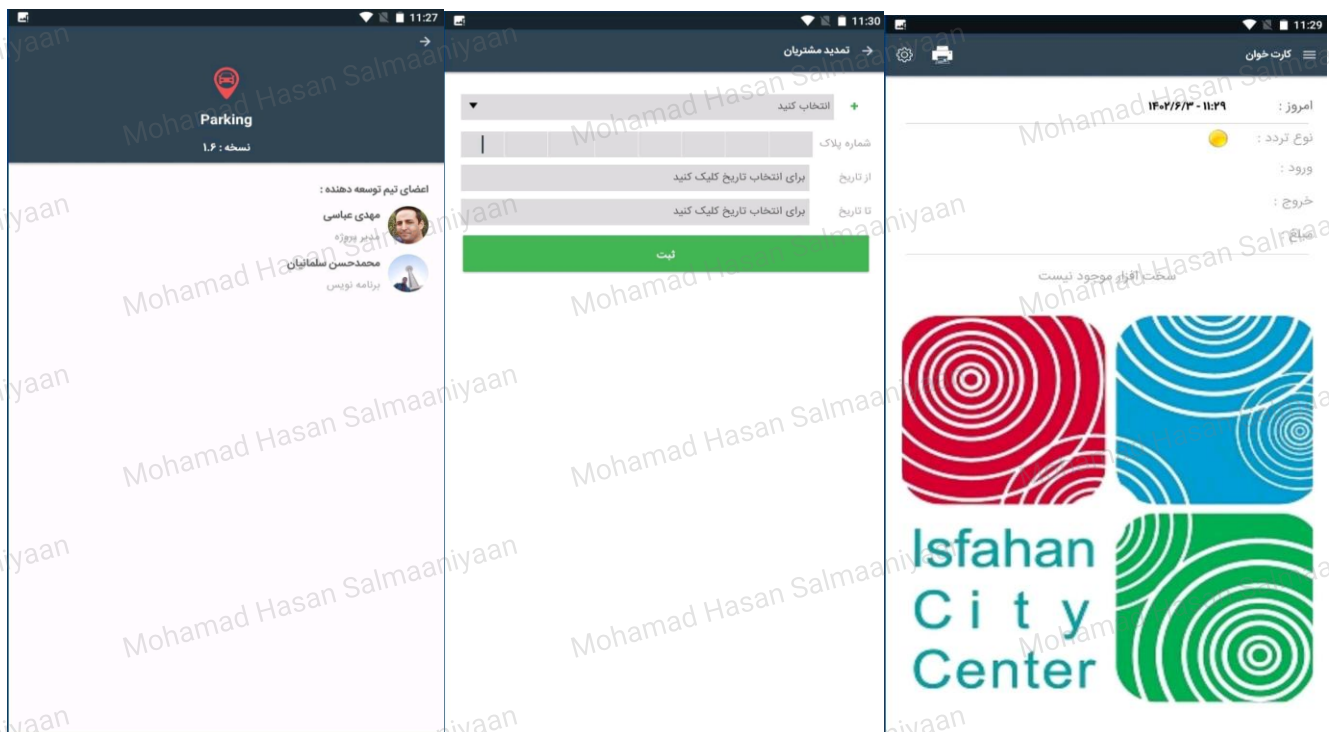 11:27
Parking
نسخه : ۱.۶
اعضای تیم توسعه دهنده :
مهدی عباسی
مدیر پروژه
محمدحسن سلمانیان
برنامه نویس
11:30
تمدید مشتریان
انتخاب کنید
شماره پلاک
از تاریخ
برای انتخاب تاریخ کلیک کنید
تا تاریخ
برای انتخاب تاریخ کلیک کنید
ثبت
11:29
کارت خوان
امروز :
۱۴۰۲/۶/۳ - ۱۱:۲۹
نوع تردد :
ورود :
خروج :
مبلغ :
سخت افزار موجود نیست
Isfahan
City
Center
Mohamad Hasan Salmaaniyaan